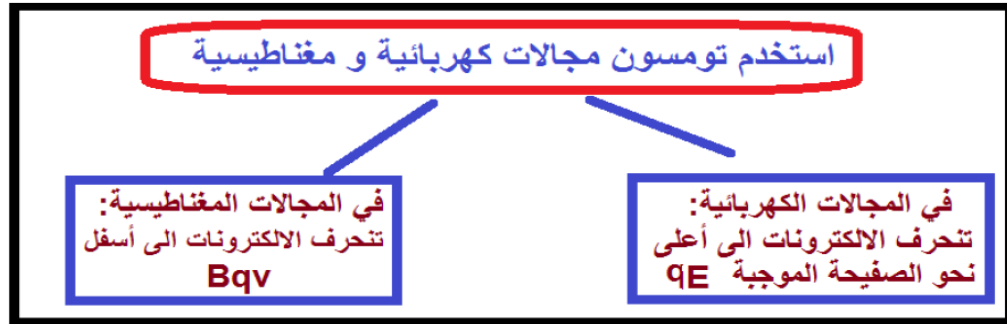 استخدم تومسون مجالات كهربائية و مغناطيسية
في المجالات الكهربائية:
تنحرف الالكترونات الى أعلى
نحو الصفيحة الموجبة qE
في المجالات المغناطيسية:
تنحرف الالكترونات الى أسفل
Bqv